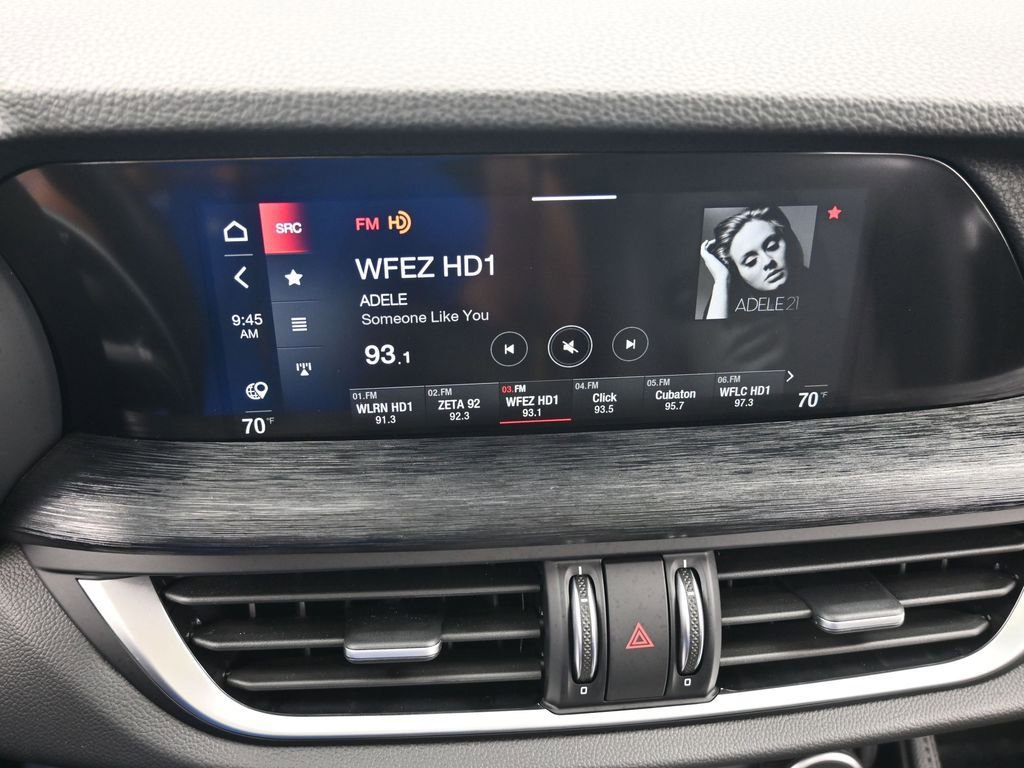 SRC
FM HD
WFEZ HD1
ADELE
Someone Like You
93.1
ADELE 21
9:45
AM
01.FM
WLRN HD1
91.3
02.FM
ZETA 92
92.3
03.FM
WFEZ HD1
93.1
04.FM
Click
93.5
05.FM
Cubaton
95.7
06.FM
WFLC HD1
97.3
70°F
70°F
I
I
0
0